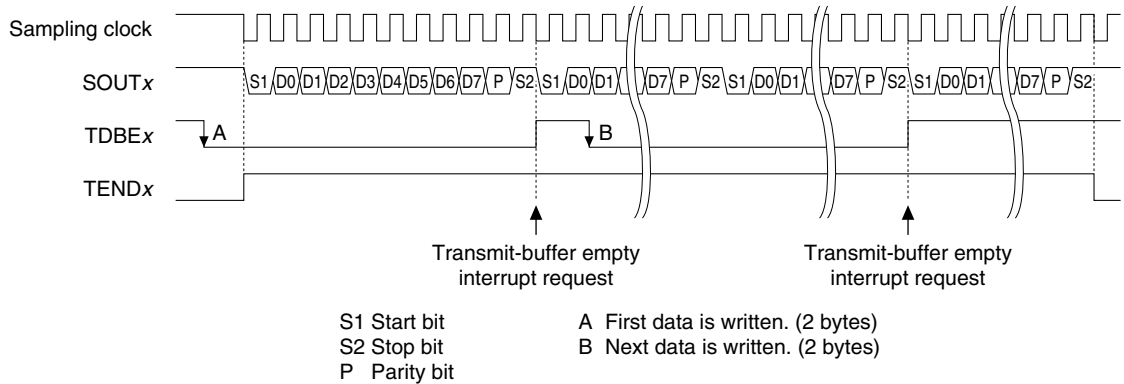 Sampling clock
SOUTx S1 D0 D1 D2 D3 D4 D5 D6 D7 P S2 S1 D0 D1 D7 P S2 S1 D0 D1 D7 P S2 S1 D0 D1 D7 P S2
TDBEx A B
TENDx
Transmit-buffer empty
interrupt request
Transmit-buffer empty
interrupt request
S1 Start bit
S2 Stop bit
P Parity bit
A First data is written. (2 bytes)
B Next data is written. (2 bytes)